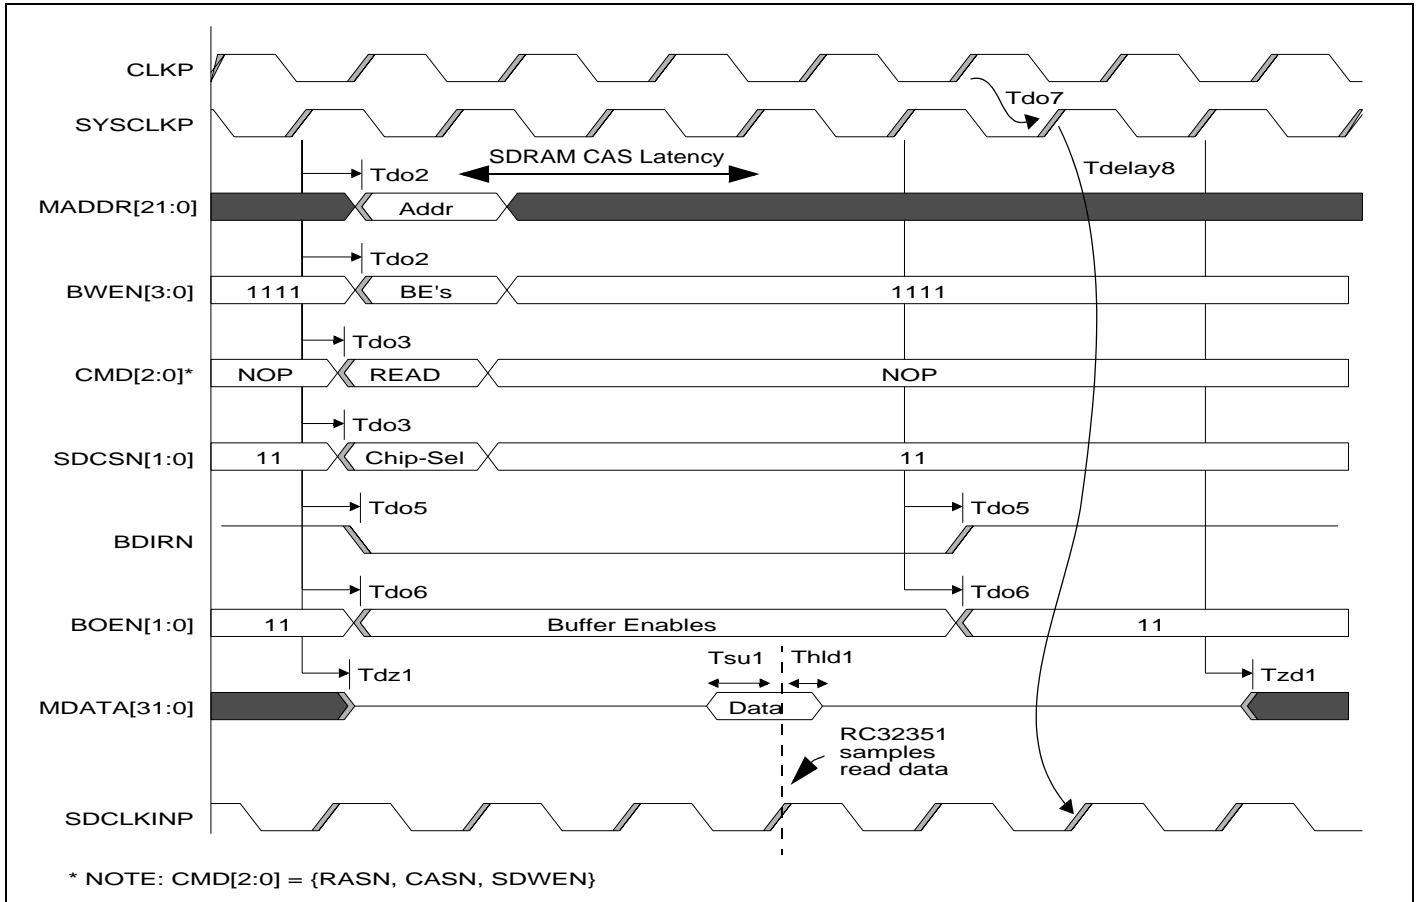 CLKP
Tdo7
SYSCLKP
SDRAM CAS Latency
Tdo2
Tdelay8
MADDR[21:0]
Addr
Tdo2
BWEN[3:0]
1111
BE's
1111
Tdo3
CMD[2:0]*
NOP
READ
NOP
Tdo3
SDCSN[1:0]
11
Chip-Sel
11
Tdo5
Tdo5
BDIRN
Tdo6
Tdo6
BOEN[1:0]
11
Buffer Enables
11
Tsu1
Thld1
Tdz1
Tzd1
MDATA[31:0]
Data
RC32351
samples
read data
SDCLKINP
* NOTE: CMD[2:0] = {RASN, CASN, SDWEN}